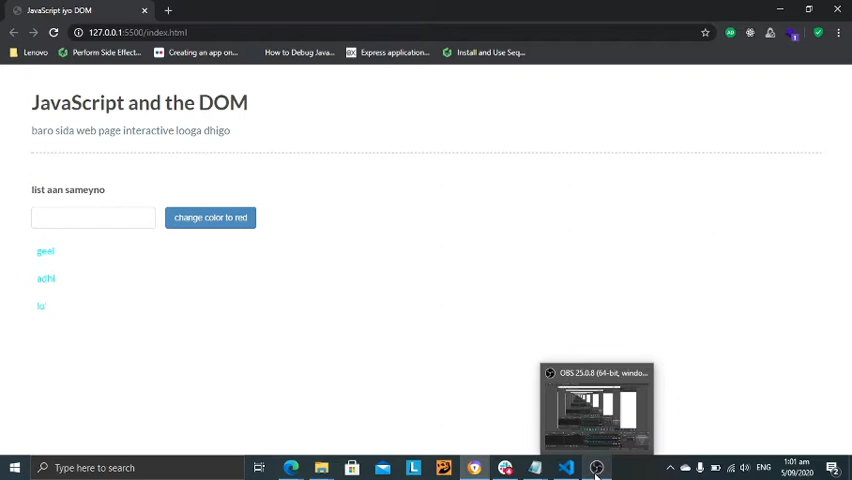 JavaScript iyo DOM
127.0.0.1:5500/index.html
Lenovo
Perform Side Effect...
Creating an app on...
How to Debug Java...
Express application...
Install and Use Seq...
JavaScript and the DOM
baro sida web page interactive looga dhigo
list aan sameyno
change color to red
geel
adhi
lo'
OBS 25.0.8 (64-bit, windo...
Type here to search
ENG
1:01 am
5/09/2020